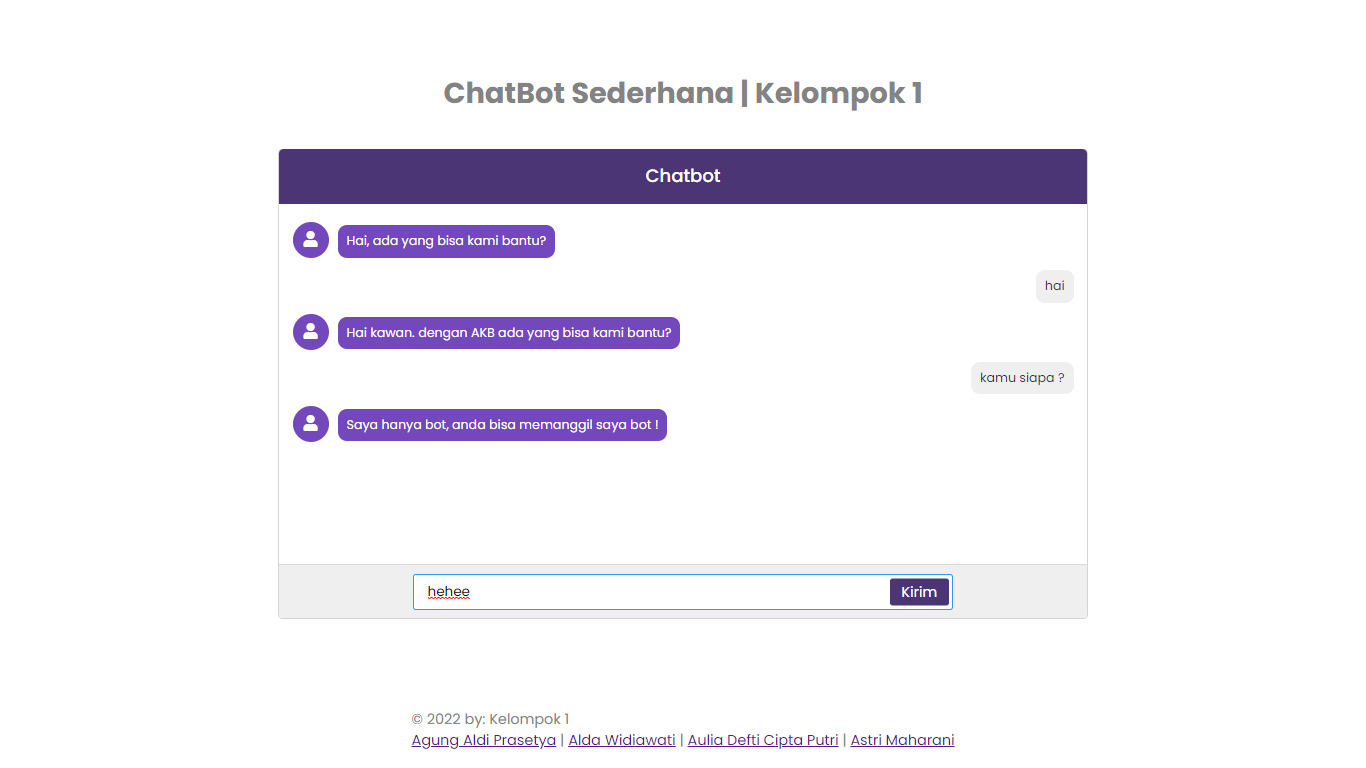 ChatBot Sederhana | Kelompok 1
Chatbot
Hai, ada yang bisa kami bantu?
hai
Hai kawan. dengan AKB ada yang bisa kami bantu?
kamu siapa ?
Saya hanya bot, anda bisa memanggil saya bot !
hehee
Kirim
© 2022 by: Kelompok 1
Agung Aldi Prasetya | Alda Widiawati | Aulia Defti Cipta Putri | Astri Maharani